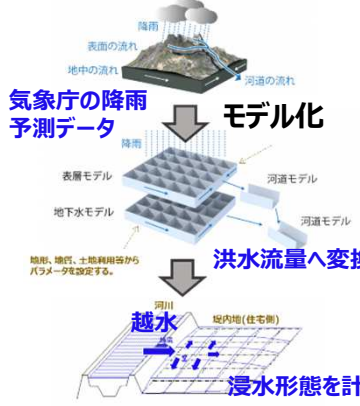 降雨
表面の流れ
地中の流れ
河道の流れ
気象庁の降雨
予測データ
モデル化
降雨
表層モデル
河道モデル
地下水モデル
河道モデル
地形、地質、土地利用等から
パラメータを設定する。
洪水流量へ変換
河川
堤内地(住宅側)
越水
浸水形態を計